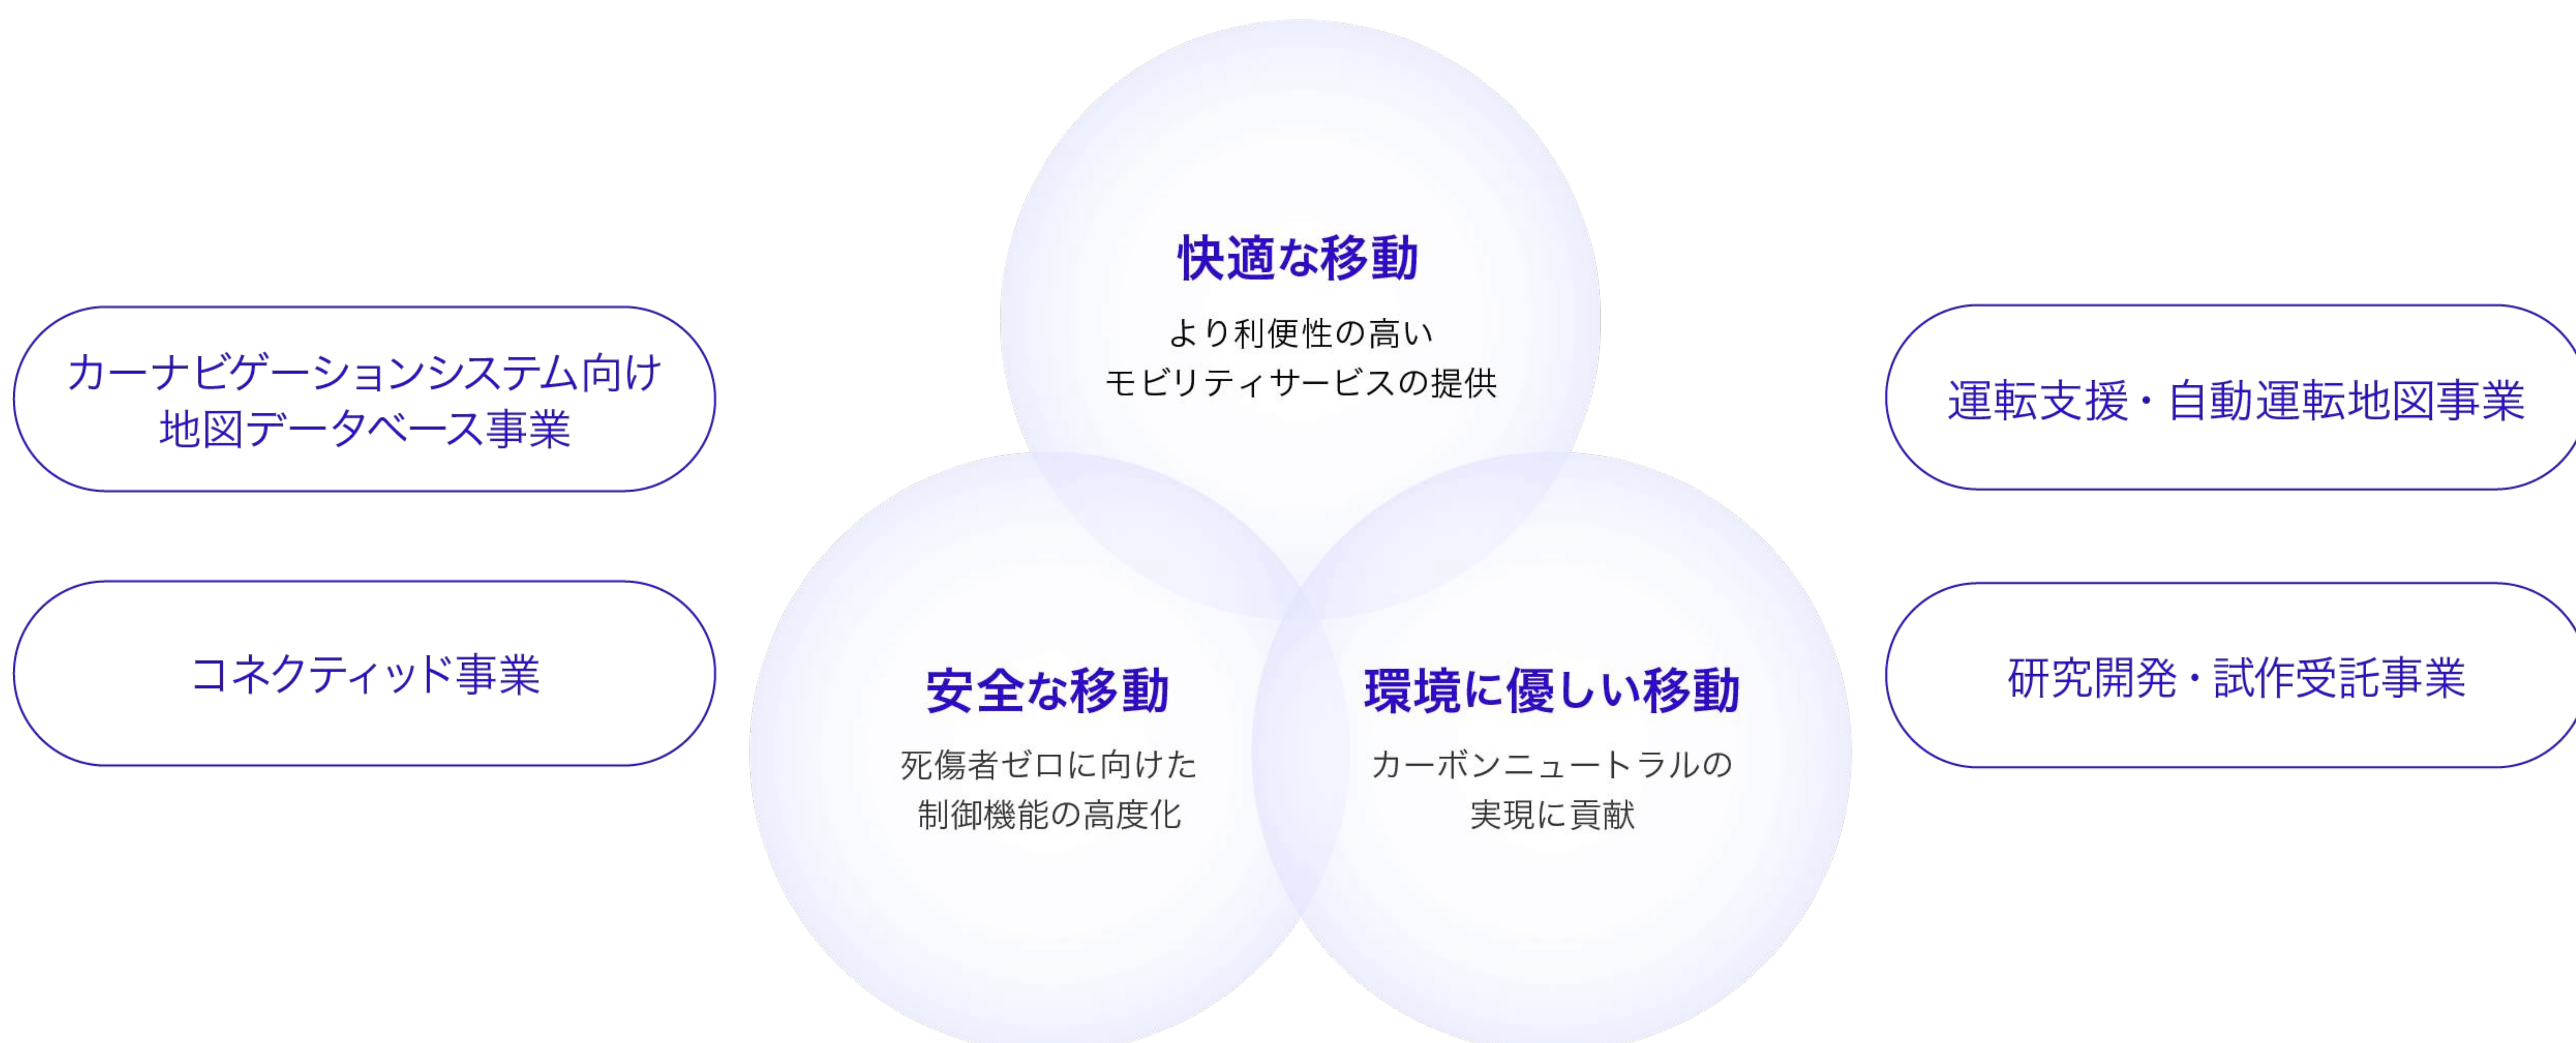 快適な移動
より利便性の高い
モビリティサービスの提供
カーナビゲーションシステム向け
地図データベース事業
運転支援・自動運転地図事業
コネクティッド事業
安全な移動
死傷者ゼロに向けた
制御機能の高度化
環境に優しい移動
カーボンニュートラルの
実現に貢献
研究開発・試作受託事業